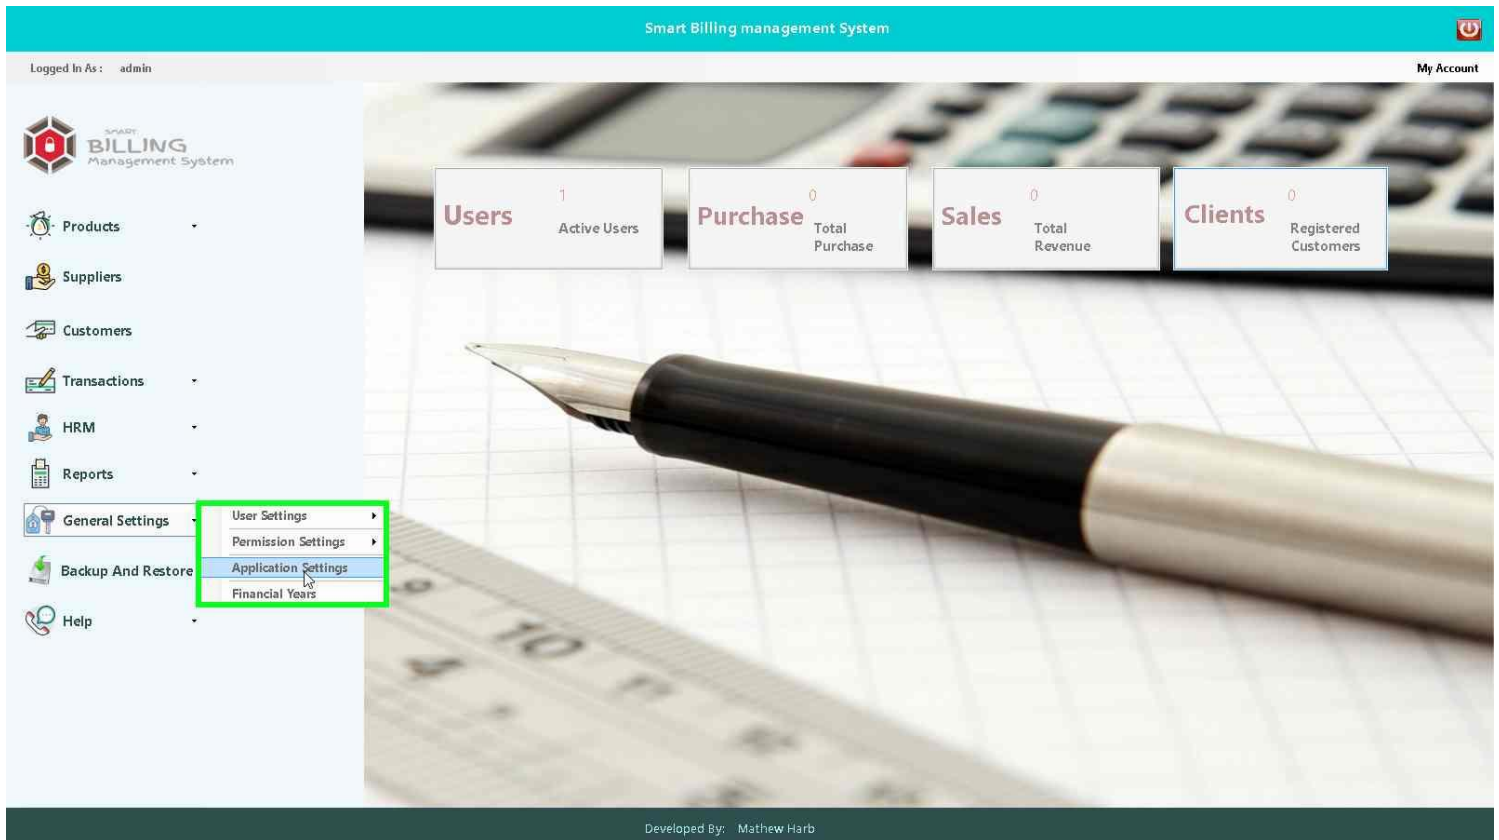 Smart Billing management System
Logged In As : admin
My Account
SMART
BILLING
Management System
Products
Suppliers
Customers
Transactions
HRM
Reports
General Settings
Backup And Restore
Help
User Settings
Permission Settings
Application Settings
Financial Years
Users
1
Active Users
Purchase
0
Total
Purchase
Sales
0
Total
Revenue
Clients
0
Registered
Customers
10
4
Developed By: Mathew Harb